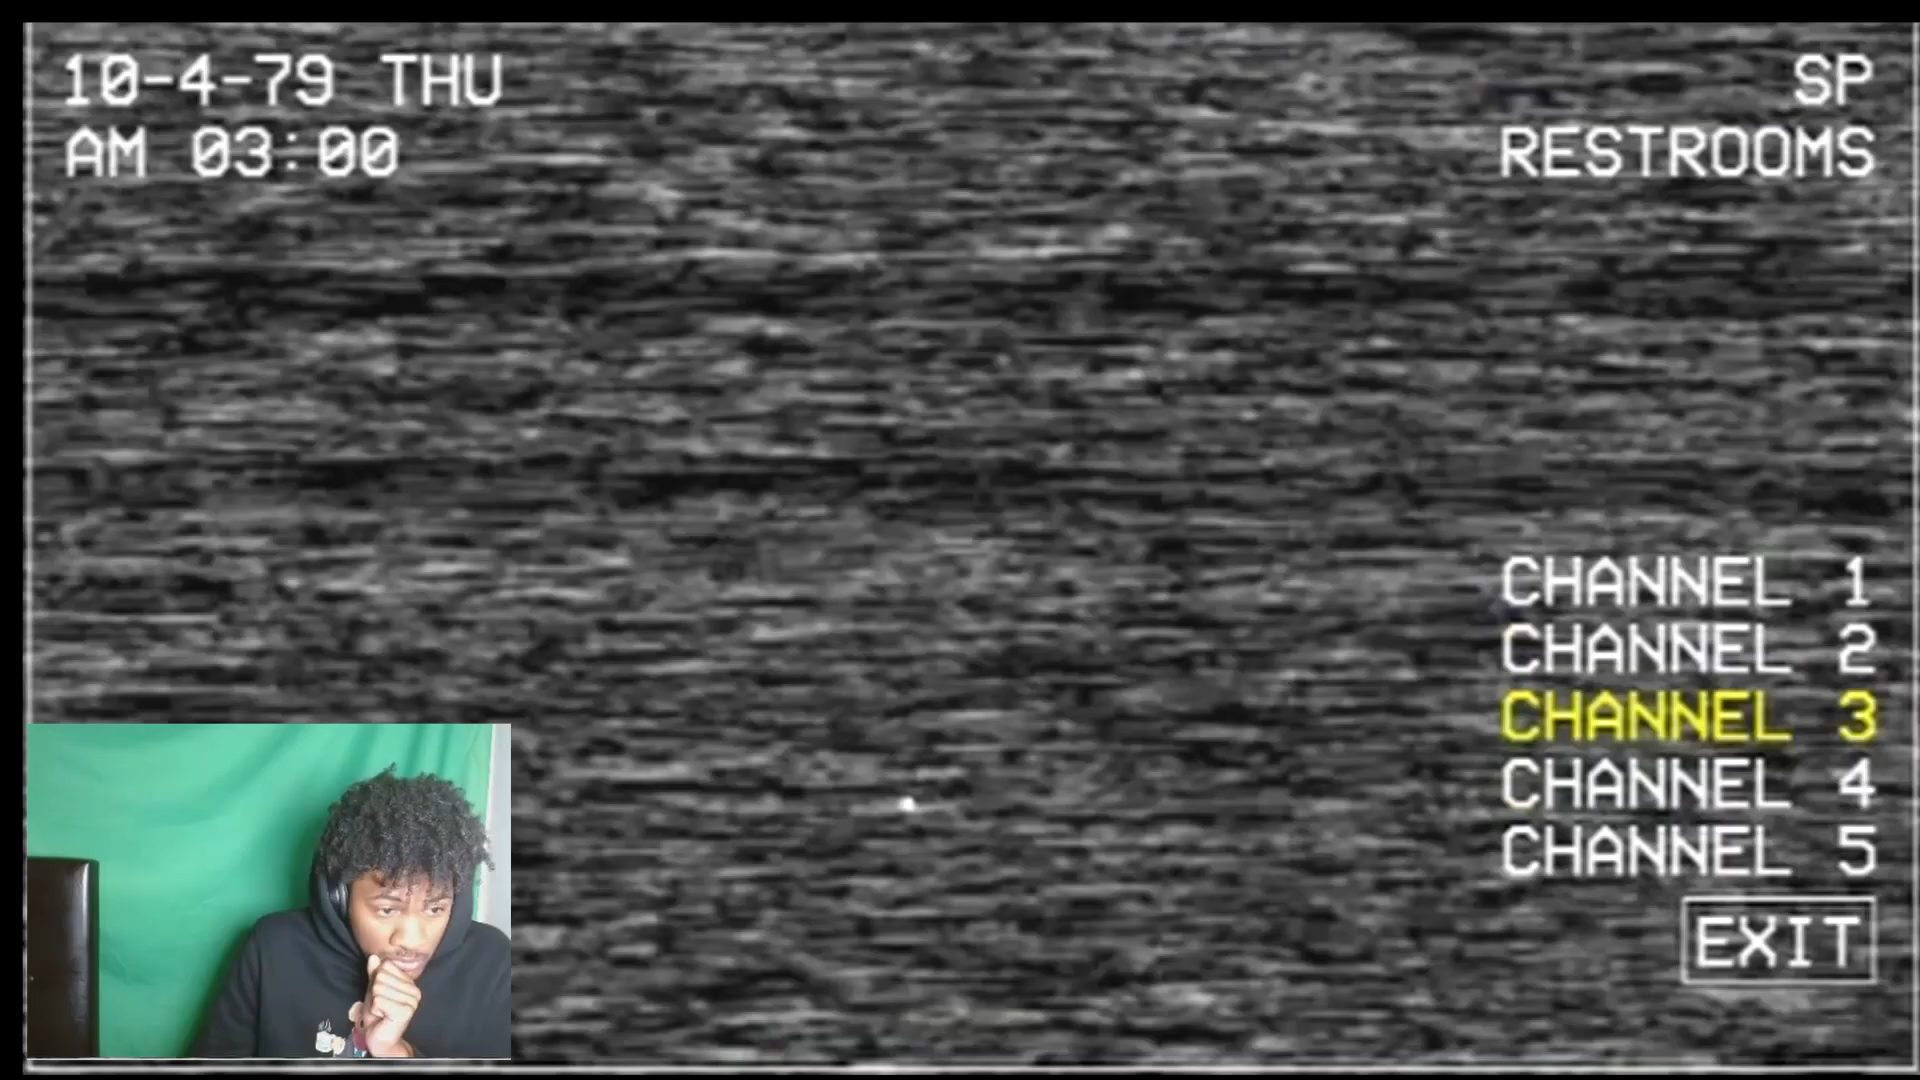 10-4-79 THU
AM 03:00
SP
RESTROOMS
CHANNEL 1
CHANNEL 2
CHANNEL 3
CHANNEL 4
CHANNEL 5
EXIT